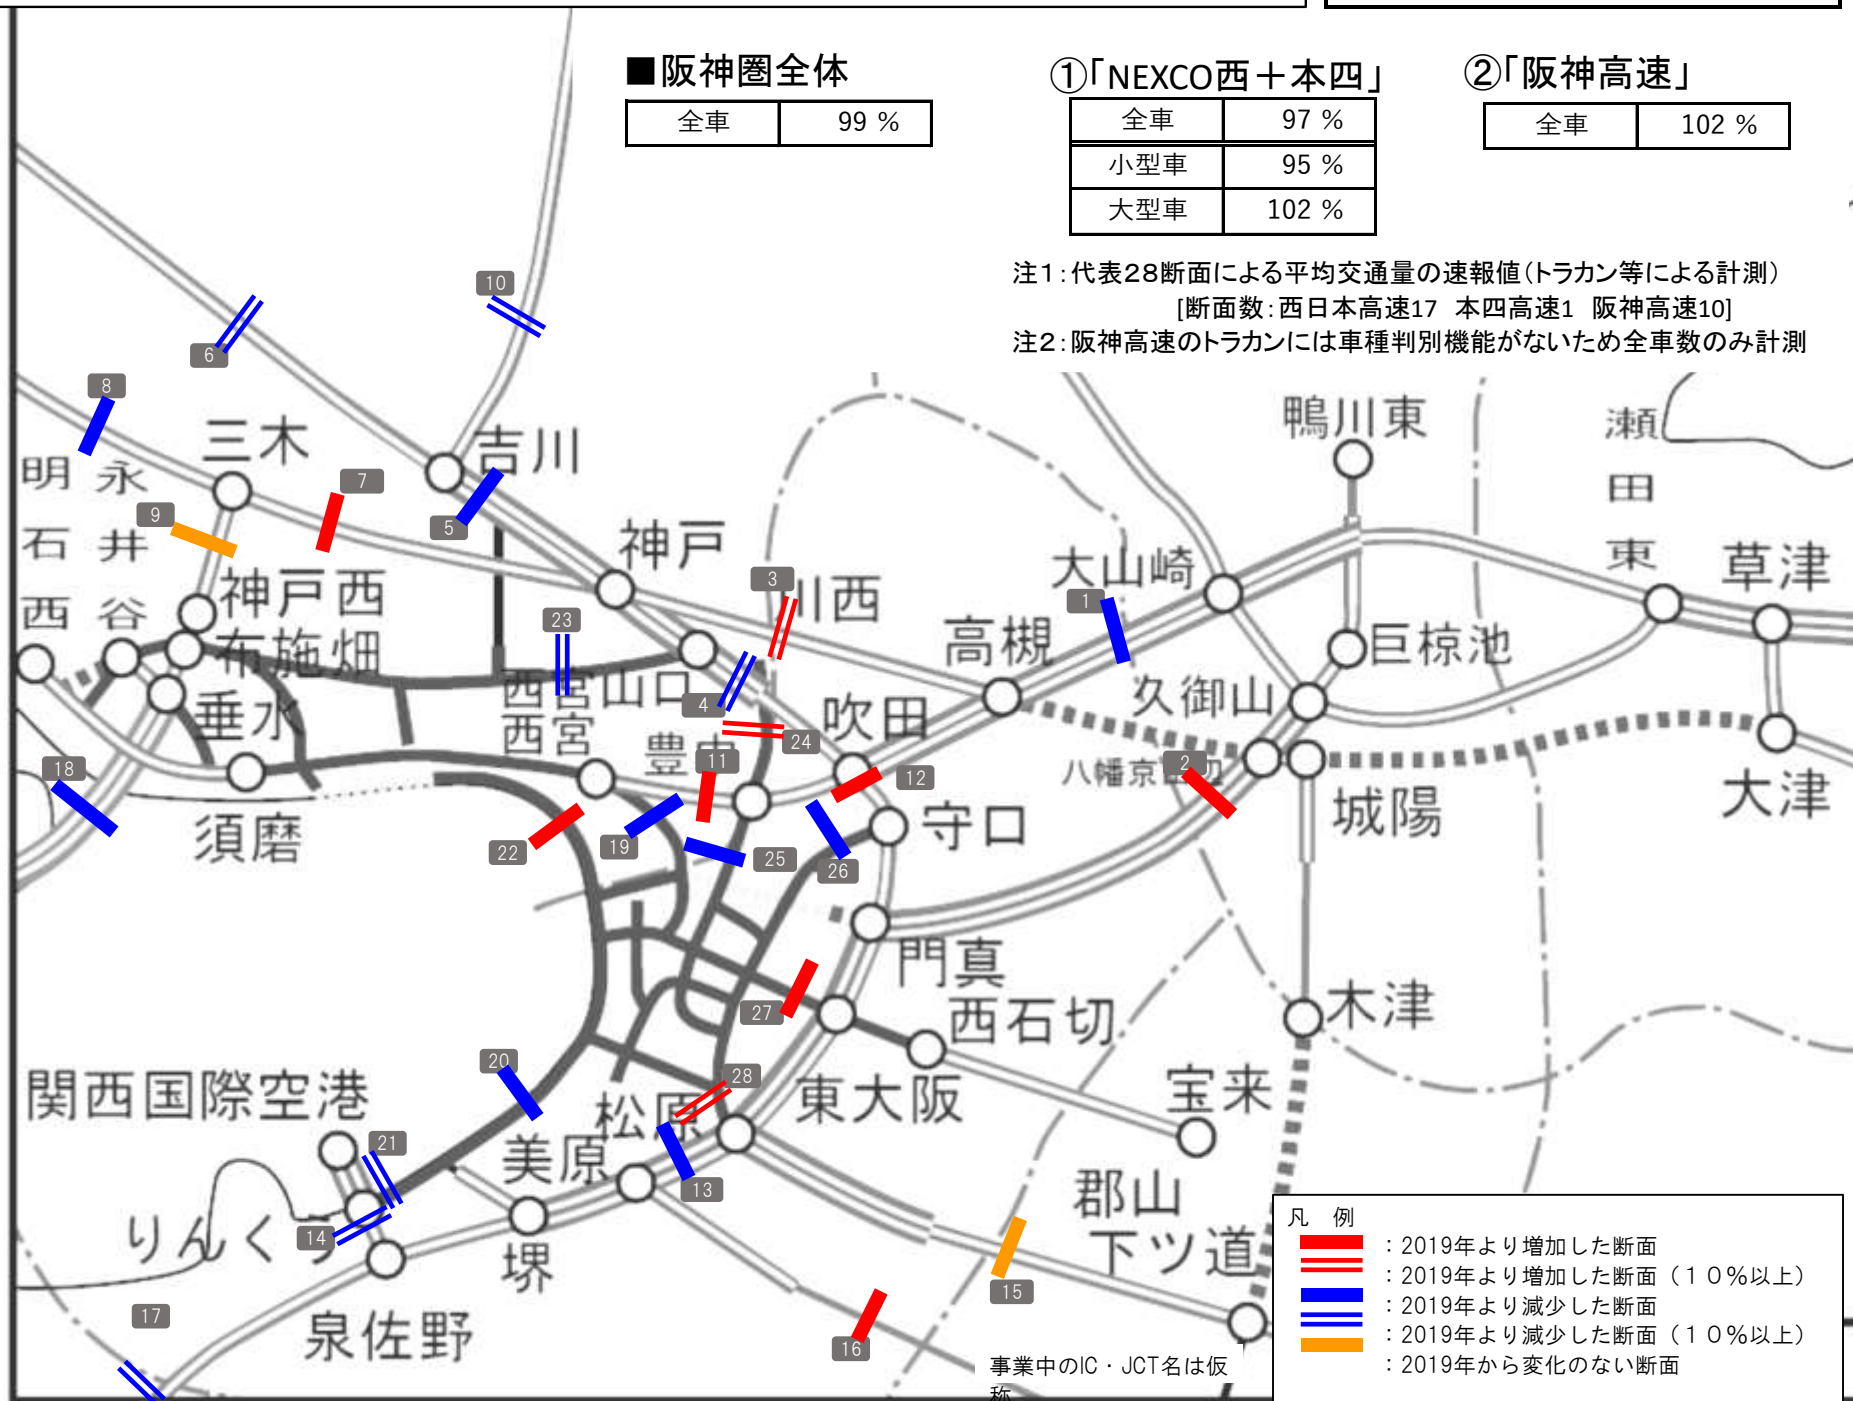 ■阪神圏全体
全車 99 %
①「NEXCO西＋本四」
全車 97 %
小型車 95 %
大型車 102 %
②「阪神高速」
全車 102 %
注１：代表２８断面による平均交通量の速報値（トラカン等による計測）
[断面数：西日本高速17 本四高速1 阪神高速10]
注２：阪神高速のトラカンには車種判別機能がないため全車数のみ計測
10
6
8
三木
吉川
鴨川東
瀬田東
明石西
永井谷
7
9
5
神戸
大山崎
草津
神戸西
3
川西
1
布施畑
23
高槻
巨椋池
西宮山口
4
久御山
垂水
西宮
吹田
24
豊中
11
12
八幡京田辺
2
18
大津
須磨
城陽
守口
22
19
25
26
門真
27
西石切
木津
20
28
関西国際空港
松原
東大阪
宝来
21
美原
13
郡山
下ツ道
14
りんくう
堺
15
17
泉佐野
16
事業中のIC・JCT名は仮
称
凡 例
：2019年より増加した断面
：2019年より増加した断面（１０％以上）
：2019年より減少した断面
：2019年より減少した断面（１０％以上）
：2019年から変化のない断面